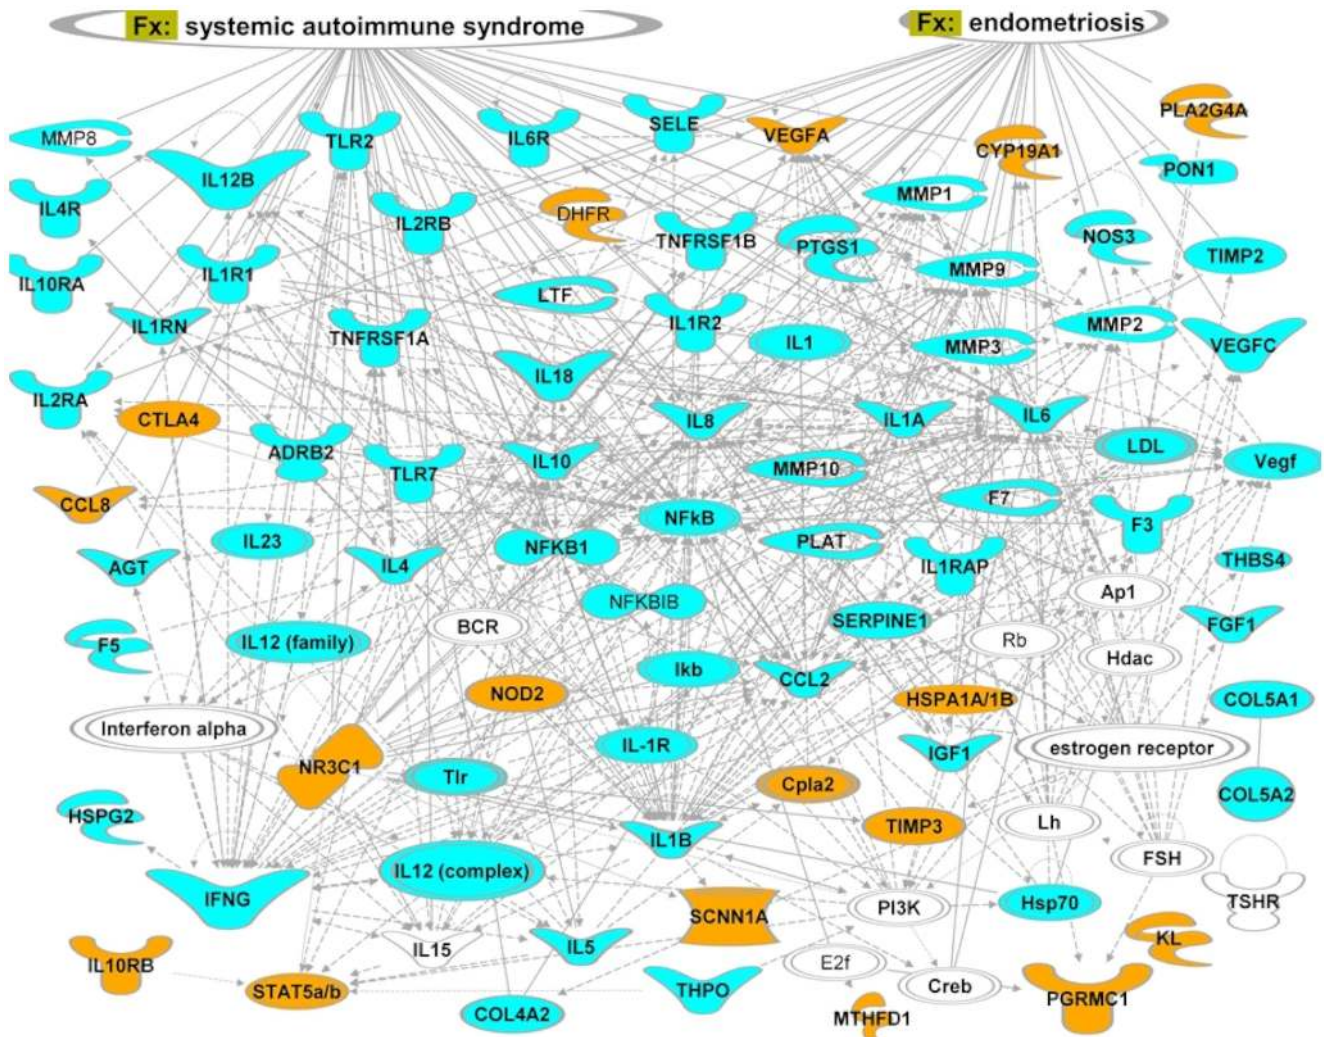 Fx: systemic autoimmune syndrome
Fx: endometriosis
PLA2G4A
MMP8
TLR2
IL6R
SELE
VEGFA
CYP19A1
PON1
IL12B
IL4R
IL2RB
DHFR
TNFRSF1B
PTGS1
MMP1
NOS3
TIMP2
IL10RA
IL1R1
LTF
MMP9
IL1RN
TNFRSF1A
IL1R2
IL1
MMP3
MMP2
VEGFC
IL18
IL2RA
CTLA4
IL8
IL1A
IL6
LDL
Vegf
ADRB2
TLR7
IL10
MMP10
CCL8
F7
F3
NFkB
IL23
NFKB1
PLAT
IL1RAP
THBS4
AGT
IL4
NFKBIB
Ap1
BCR
SERPINE1
Rb
FGF1
F5
IL12 (family)
Hdac
Ikb
CCL2
NOD2
HSPA1A/1B
COL5A1
Interferon alpha
IL-1R
IGF1
estrogen receptor
NR3C1
Tlr
Cpla2
COL5A2
HSPG2
IL1B
TIMP3
Lh
FSH
IL12 (complex)
IFNG
SCNN1A
PI3K
Hsp70
TSHR
IL15
IL5
KL
IL10RB
STAT5a/b
E2f
THPO
Creb
PGRMC1
COL4A2
MTHFD1